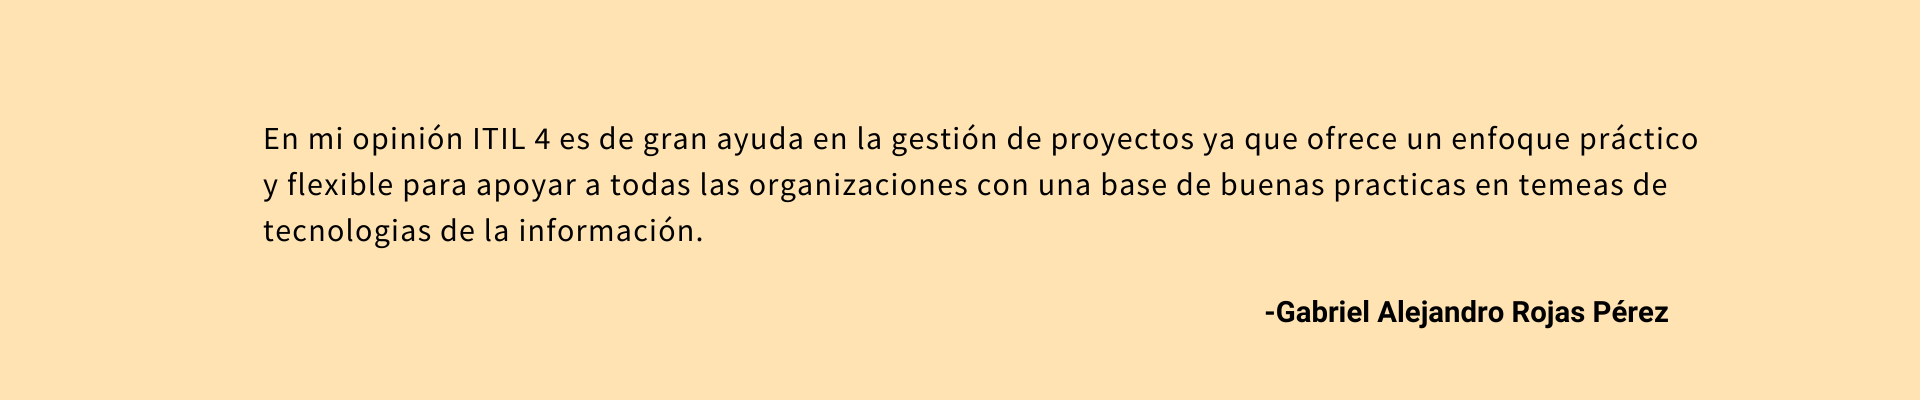 En mi opinión ITIL 4 es de gran ayuda en la gestión de proyectos ya que ofrece un enfoque práctico
y flexible para apoyar a todas las organizaciones con una base de buenas practicas en temeas de
tecnologias de la información.
-Gabriel Alejandro Rojas Pérez